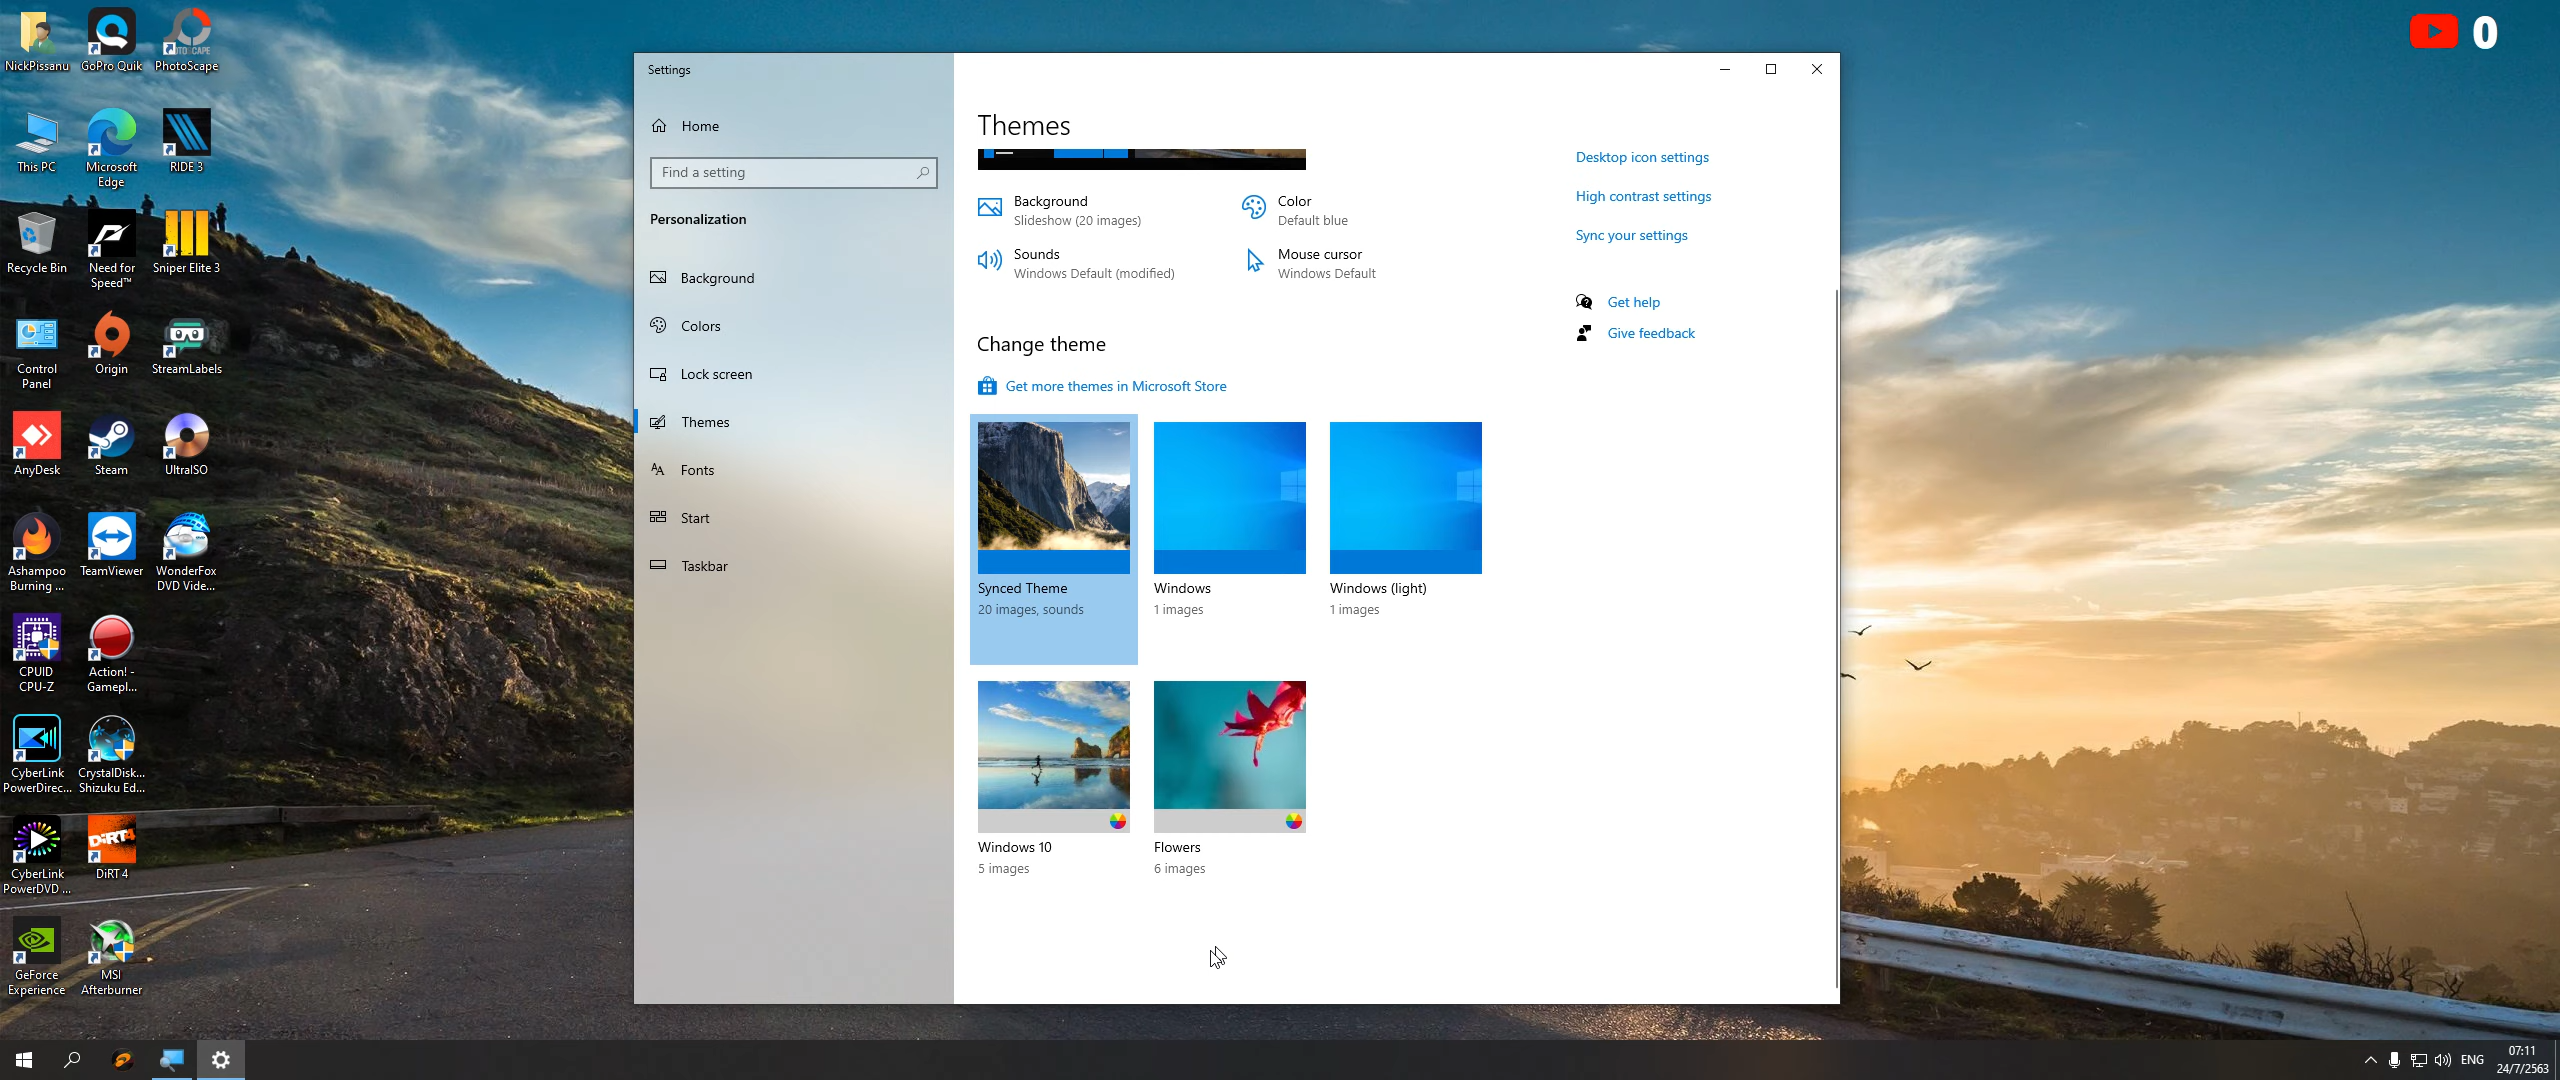 NickPissanu
GoPro Quik
PhotoScape
This PC
Microsoft
Edge
RIDE 3
Recycle Bin
Need for
Speed™
Sniper Elite 3
Control
Panel
Origin
StreamLabels
AnyDesk
Steam
UltraISO
Ashampoo
Burning ...
TeamViewer
WonderFox
DVD Vide...
CPUID
CPU-Z
Action! -
Gamepl...
CyberLink
PowerDirec...
CrystalDisk...
Shizuku Ed...
CyberLink
PowerDVD ...
DiRT 4
DiRT4
GeForce
Experience
MSI
Afterburner
Settings
Home
Find a setting
Personalization
Background
Colors
Lock screen
Themes
Fonts
Start
Taskbar
Themes
Background
Slideshow (20 images)
Color
Default blue
Sounds
Windows Default (modified)
Mouse cursor
Windows Default
Change theme
Get more themes in Microsoft Store
Synced Theme
20 images, sounds
Windows
1 images
Windows (light)
1 images
Windows 10
5 images
Flowers
6 images
Desktop icon settings
High contrast settings
Sync your settings
Get help
Give feedback
0
ENG
07:11
24/7/2563